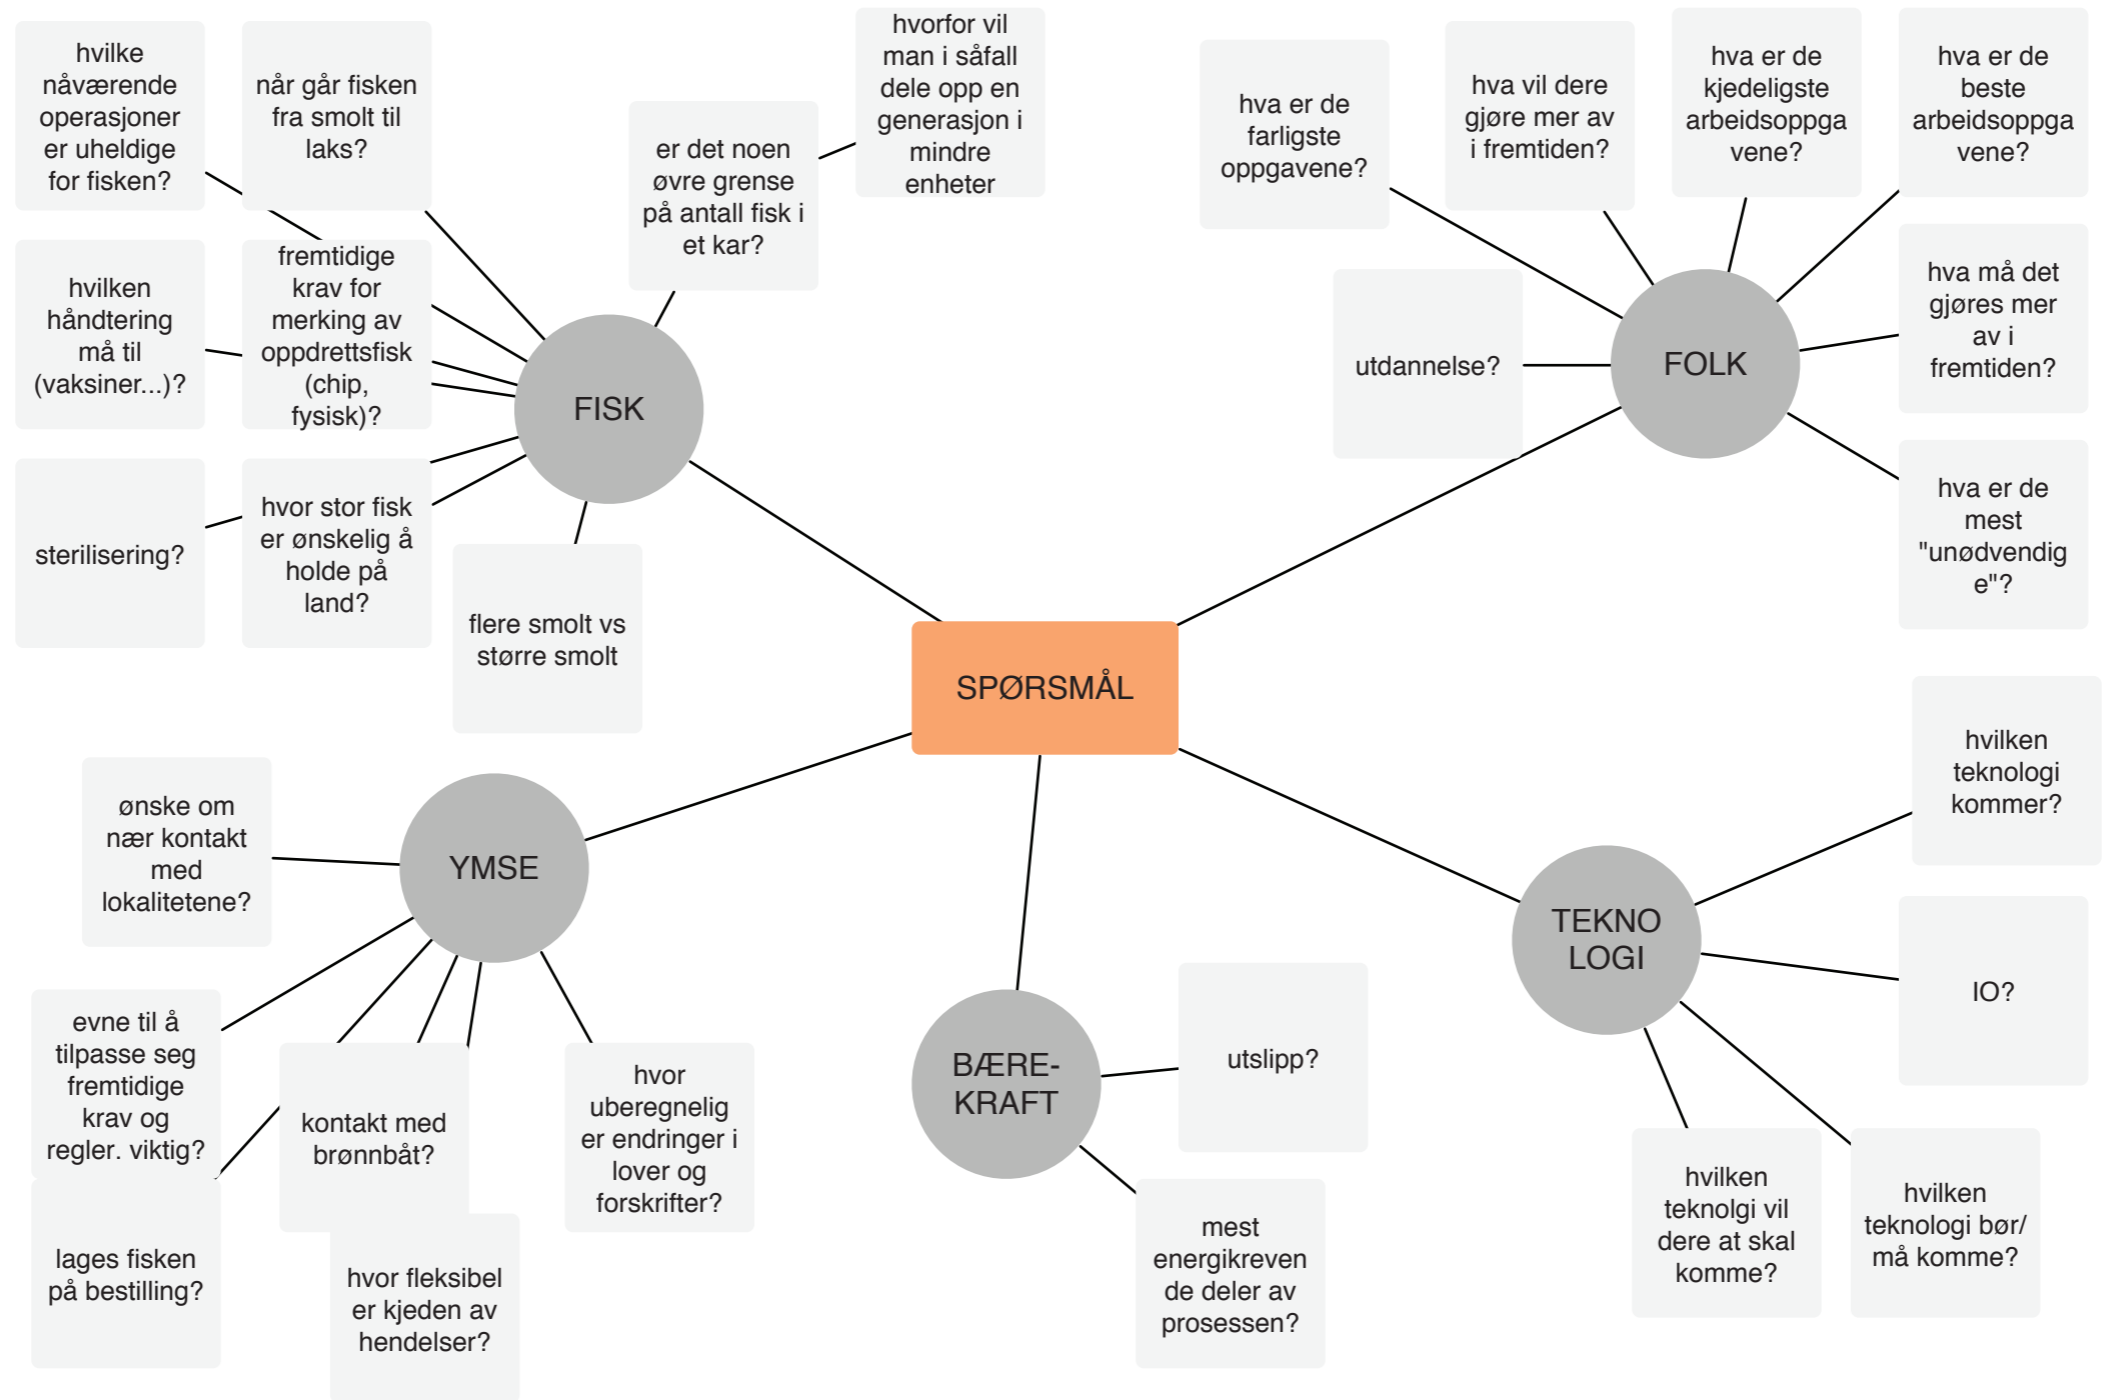 hvilke
nåværende
operasjoner
er uheldige
for fisken?
når går fisken
fra smolt til
laks?
er det noen
øvre grense
på antall fisk i
et kar?
hvorfor vil
man i såfall
dele opp en
generasjon i
mindre
enheter
hvilken
håndtering
må til
(vaksiner...)?
fremtidige
krav for
merking av
oppdrettsfisk
(chip,
fysisk)?
FISK
sterilisering?
hvor stor fisk
er ønskelig å
holde på
land?
flere smolt vs
større smolt
hva er de
farligste
oppgavene?
hva vil dere
gjøre mer av
i fremtiden?
hva er de
kjedeligste
arbeidsoppga
vene?
hva er de
beste
arbeidsoppga
vene?
utdannelse?
FOLK
hva må det
gjøres mer
av i
fremtiden?
hva er de
mest
"unødvendig
e"?
SPØRSMÅL
ønske om
nær kontakt
med
lokalitetene?
YMSE
evne til å
tilpasse seg
fremtidige
krav og
regler. viktig?
kontakt med
brønnbåt?
hvor
uberegnelig
er endringer i
lover og
forskrifter?
lages fisken
på bestilling?
hvor fleksibel
er kjeden av
hendelser?
BÆRE-
KRAFT
utslipp?
mest
energikreven
de deler av
prosessen?
TEKNO
LOGI
hvilken
teknologi
kommer?
IO?
hvilken
teknolgi vil
dere at skal
komme?
hvilken
teknologi bør/
må komme?